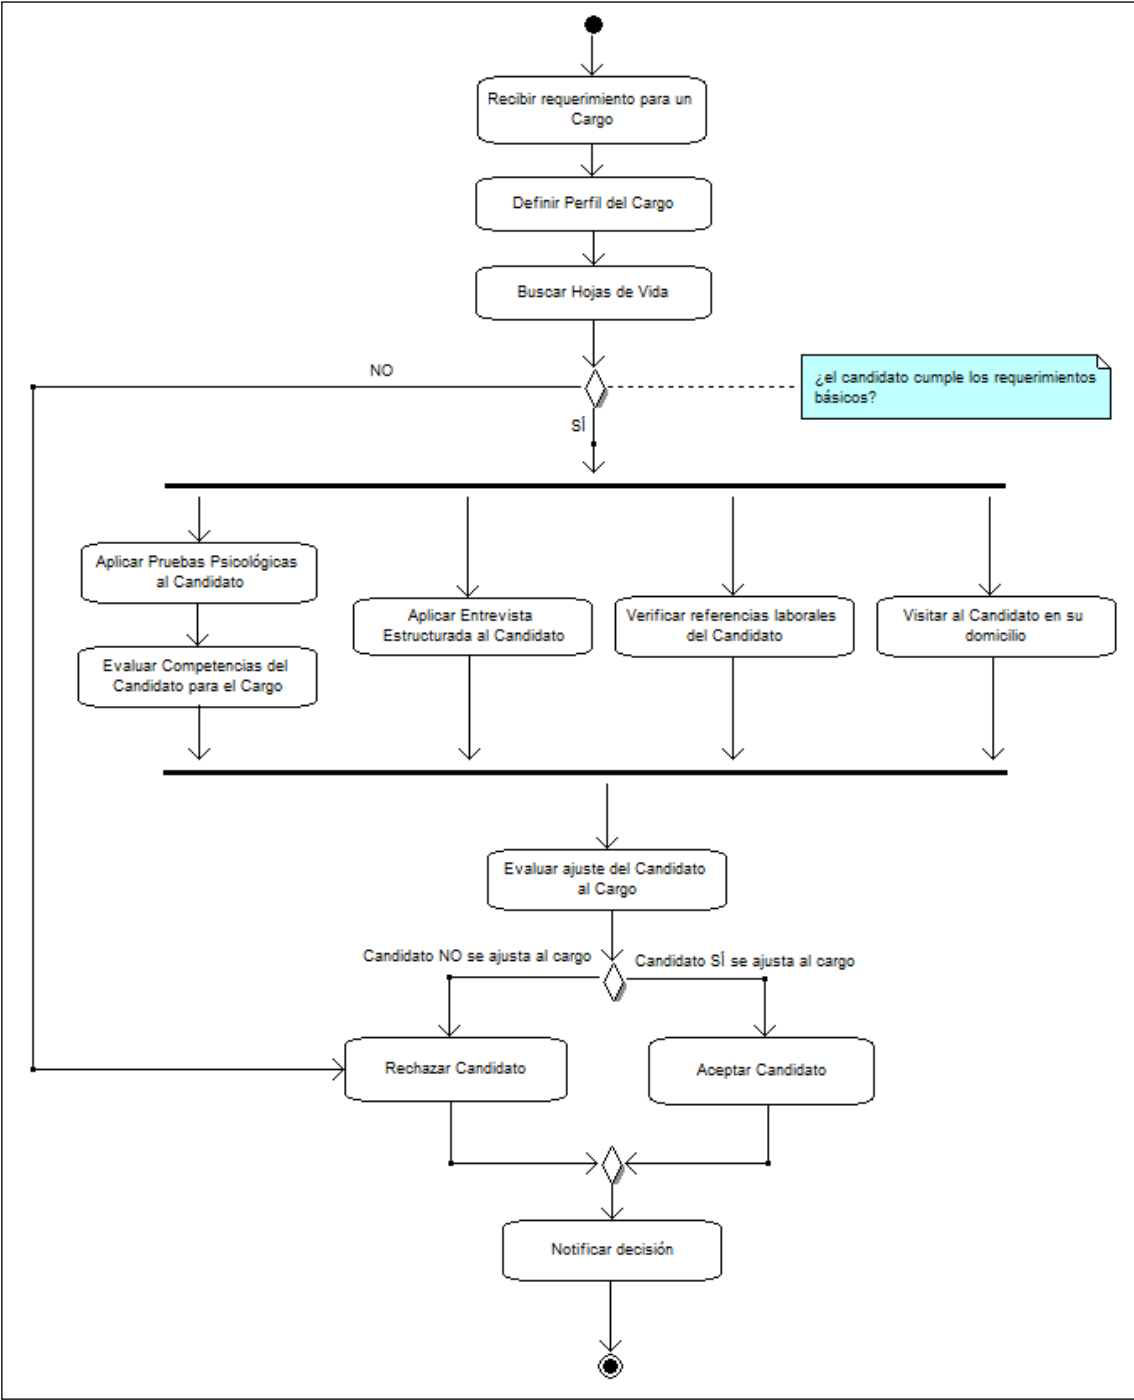 Recibir requerimiento para un
Cargo
Definir Perfil del Cargo
Buscar Hojas de Vida
NO
¿el candidato cumple los requerimientos
básicos?
SÍ
Aplicar Pruebas Psicológicas
al Candidato
Aplicar Entrevista
Estructurada al Candidato
Verificar referencias laborales
del Candidato
Visitar al Candidato en su
domicilio
Evaluar Competencias del
Candidato para el Cargo
Evaluar ajuste del Candidato
al Cargo
Candidato NO se ajusta al cargo
Candidato SÍ se ajusta al cargo
Rechazar Candidato
Aceptar Candidato
Notificar decisión